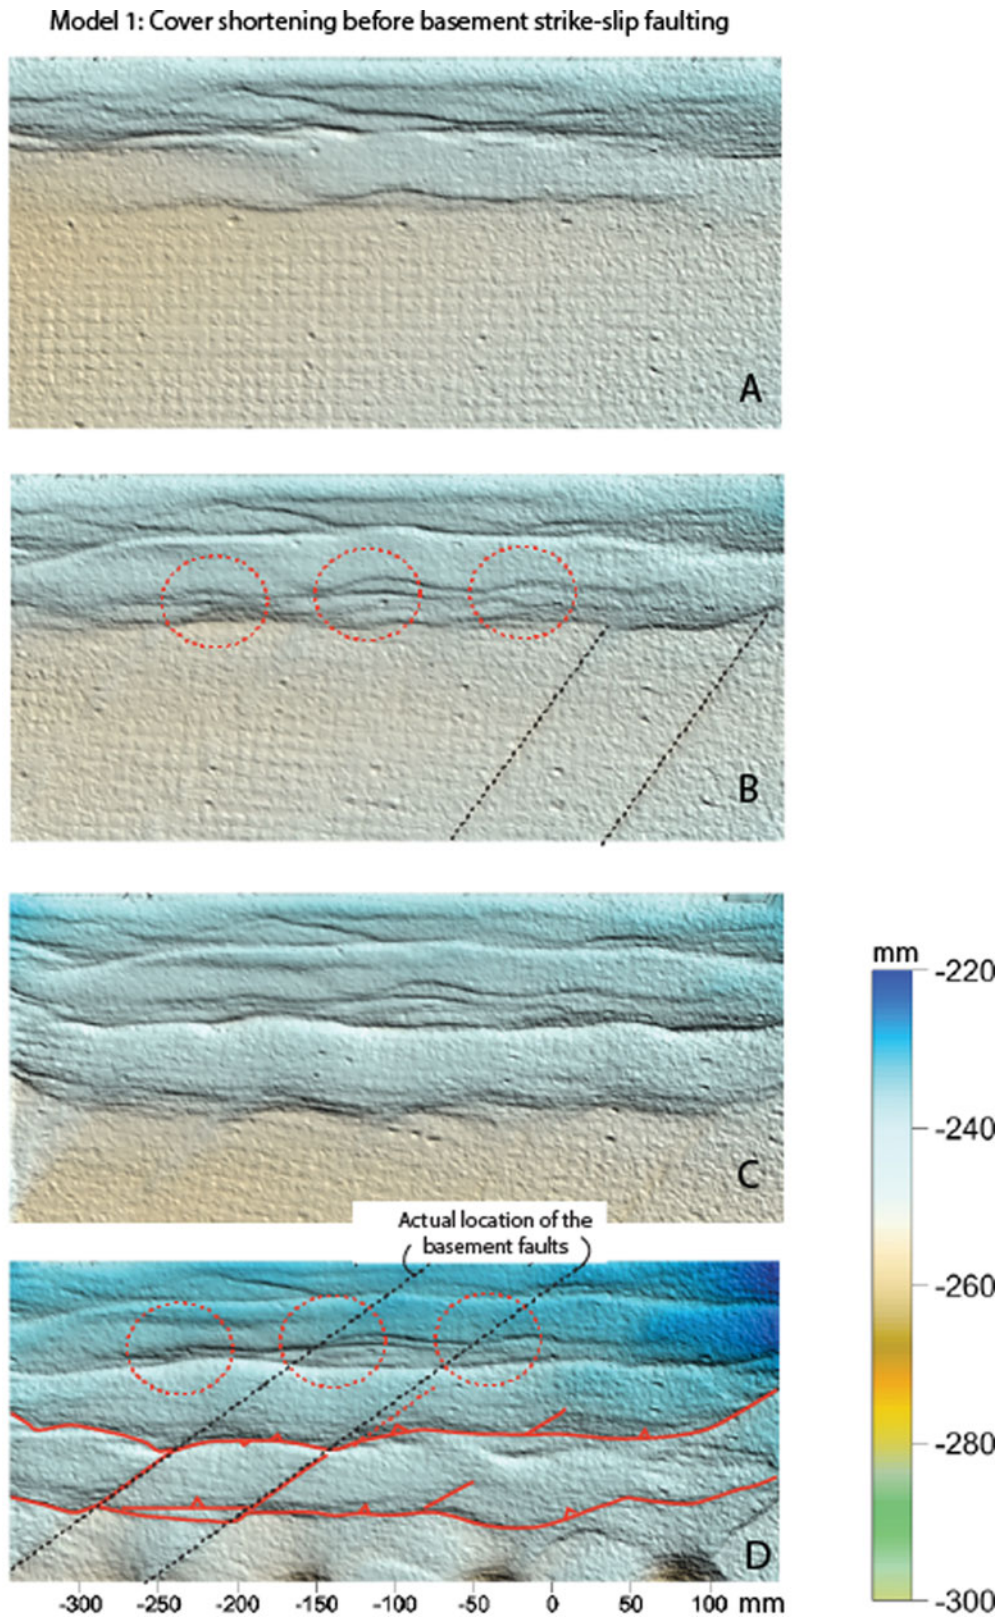 Model 1: Cover shortening before basement strike-slip faulting
A
B
C
mm
-220
-240
-260
-280
-300
Actual location of the
basement faults
D
-300 -250 -200 -150 -100 -50 0 50 100 mm